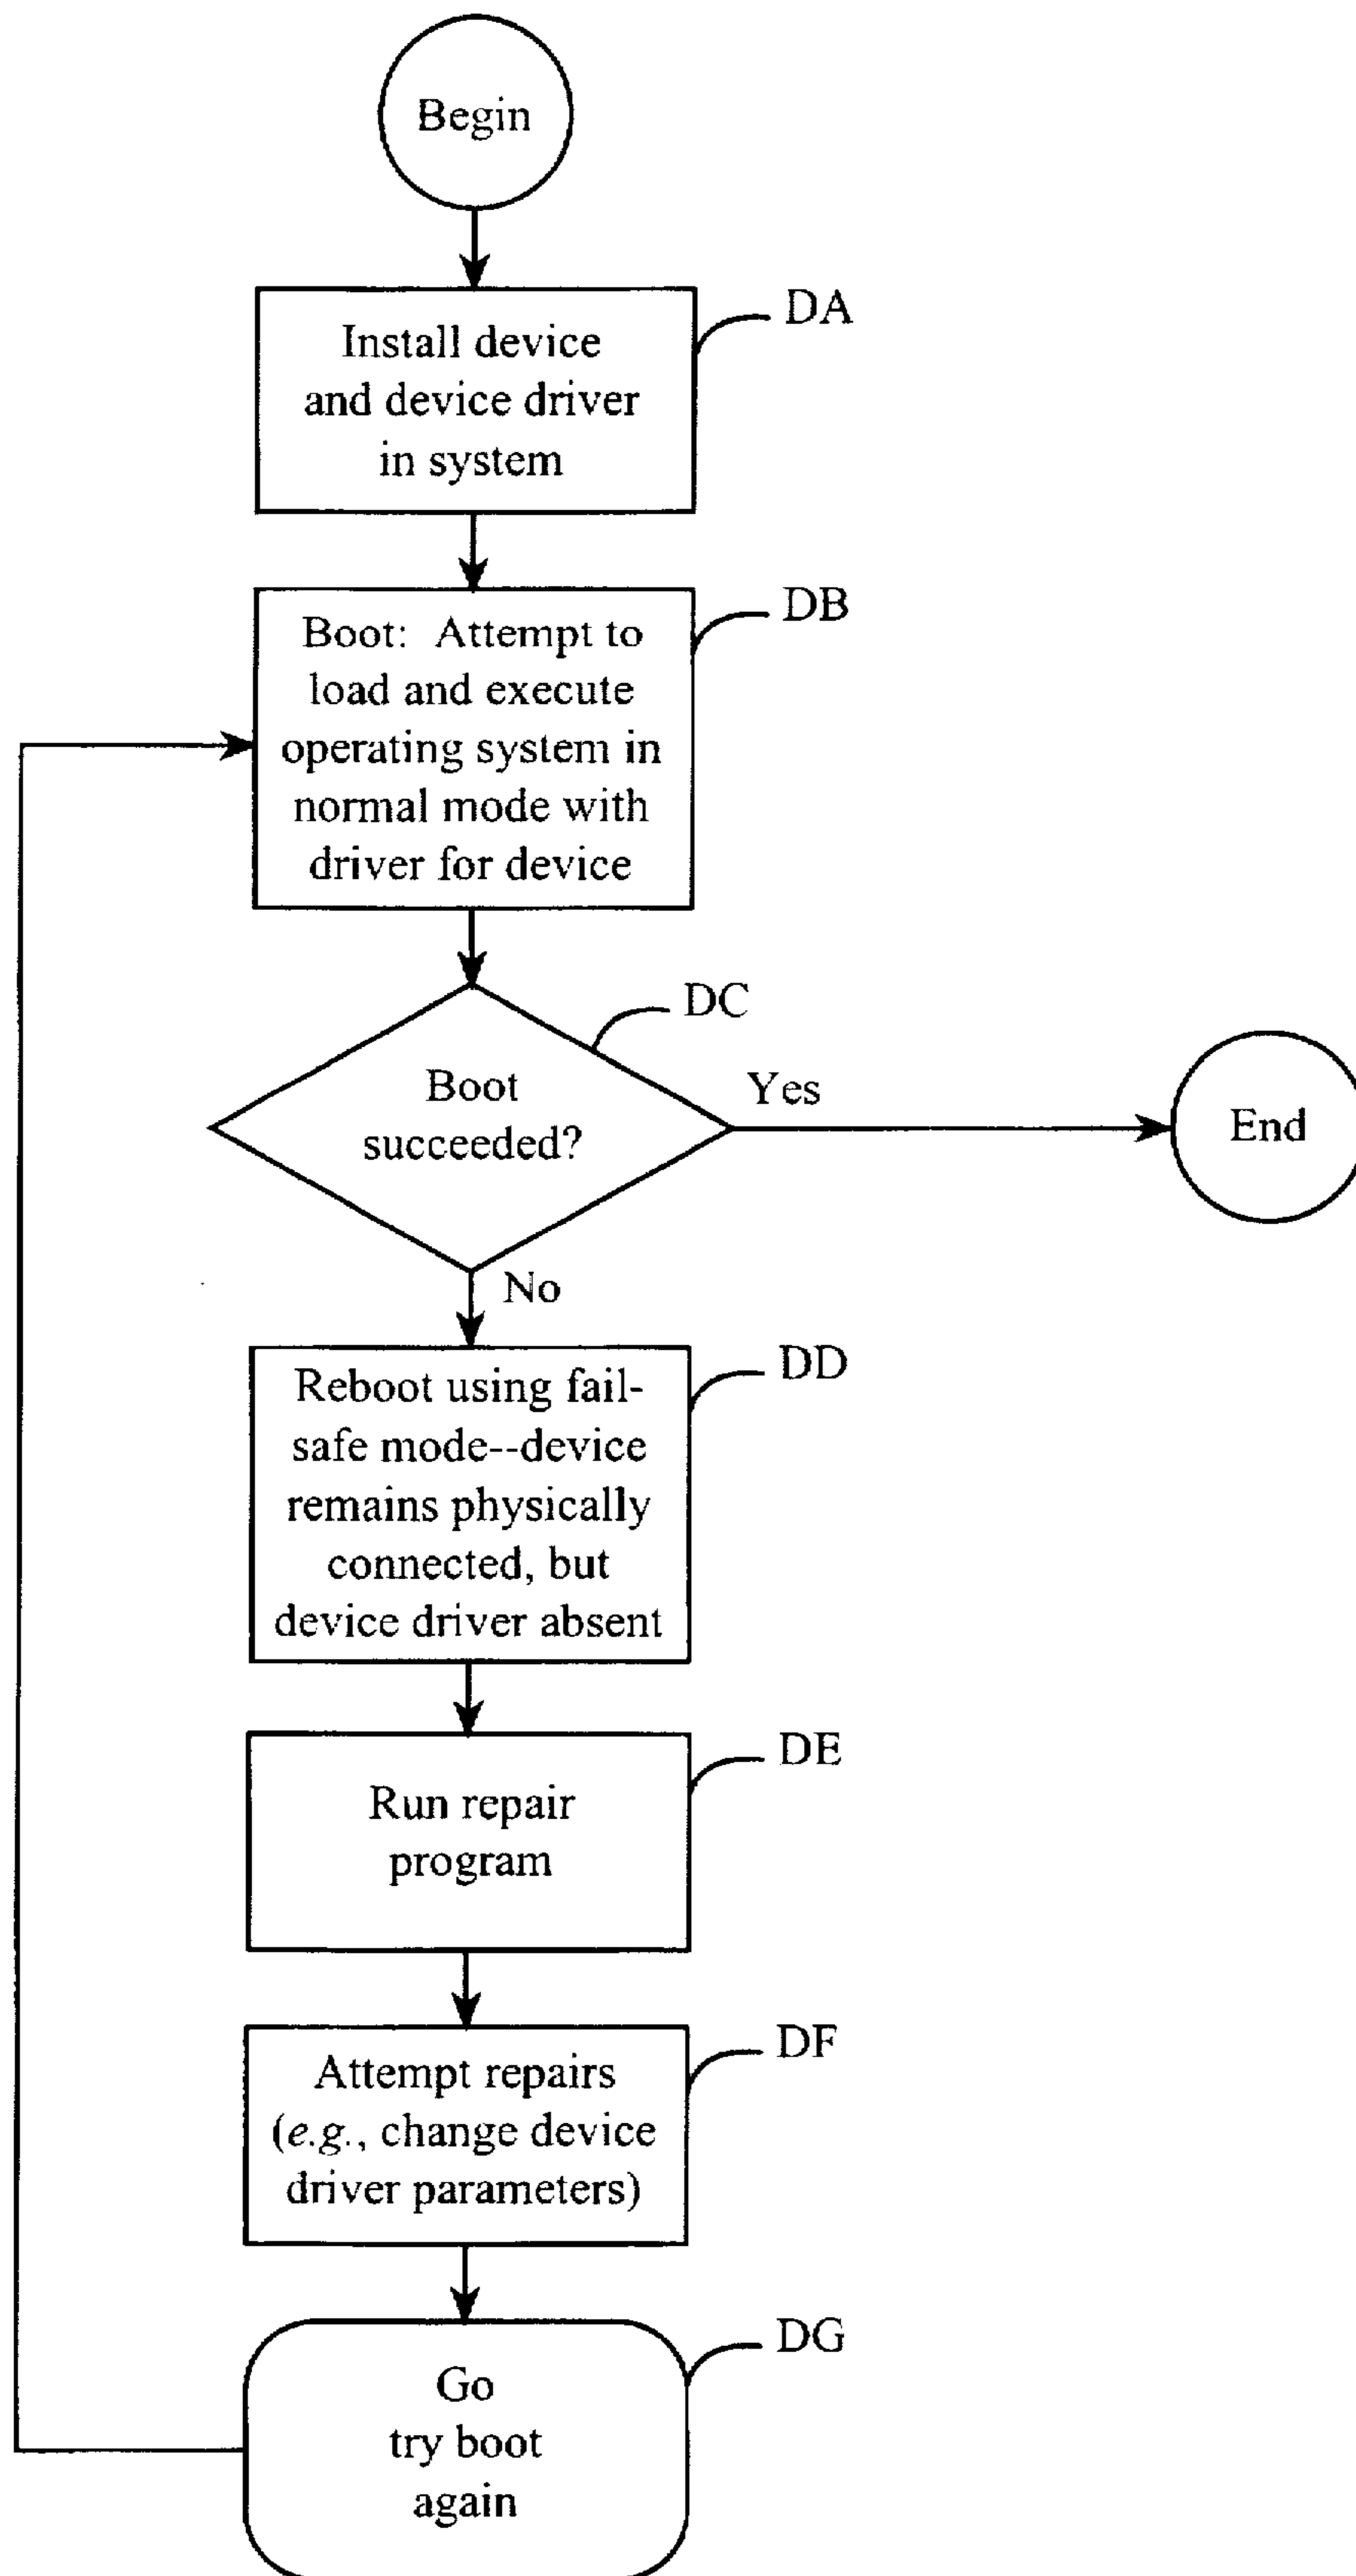 Begin
Install device
and device driver
in system
DA
Boot: Attempt to
load and execute
operating system in
normal mode with
driver for device
DB
Boot
succeeded?
DC
Yes
End
No
Reboot using fail-
safe mode--device
remains physically
connected, but
device driver absent
DD
Run repair
program
DE
Attempt repairs
(e.g., change device
driver parameters)
DF
Go
try boot
again
DG